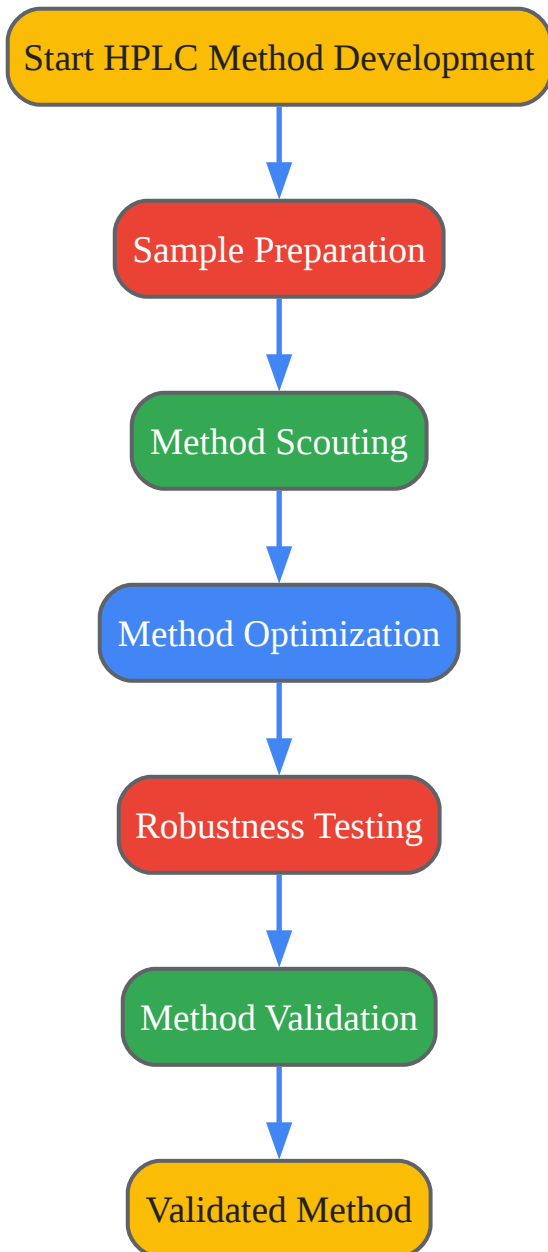 Start HPLC Method Development
Sample Preparation
Method Scouting
Method Optimization
Robustness Testing
Method Validation
Validated Method